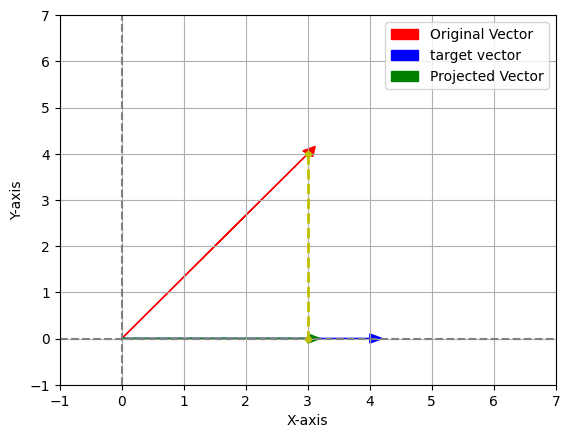 7
6
5
4
3
2
1
0
−1
Y-axis
Original Vector
target vector
Projected Vector
−1 0 1 2 3 4 5 6 7
X-axis